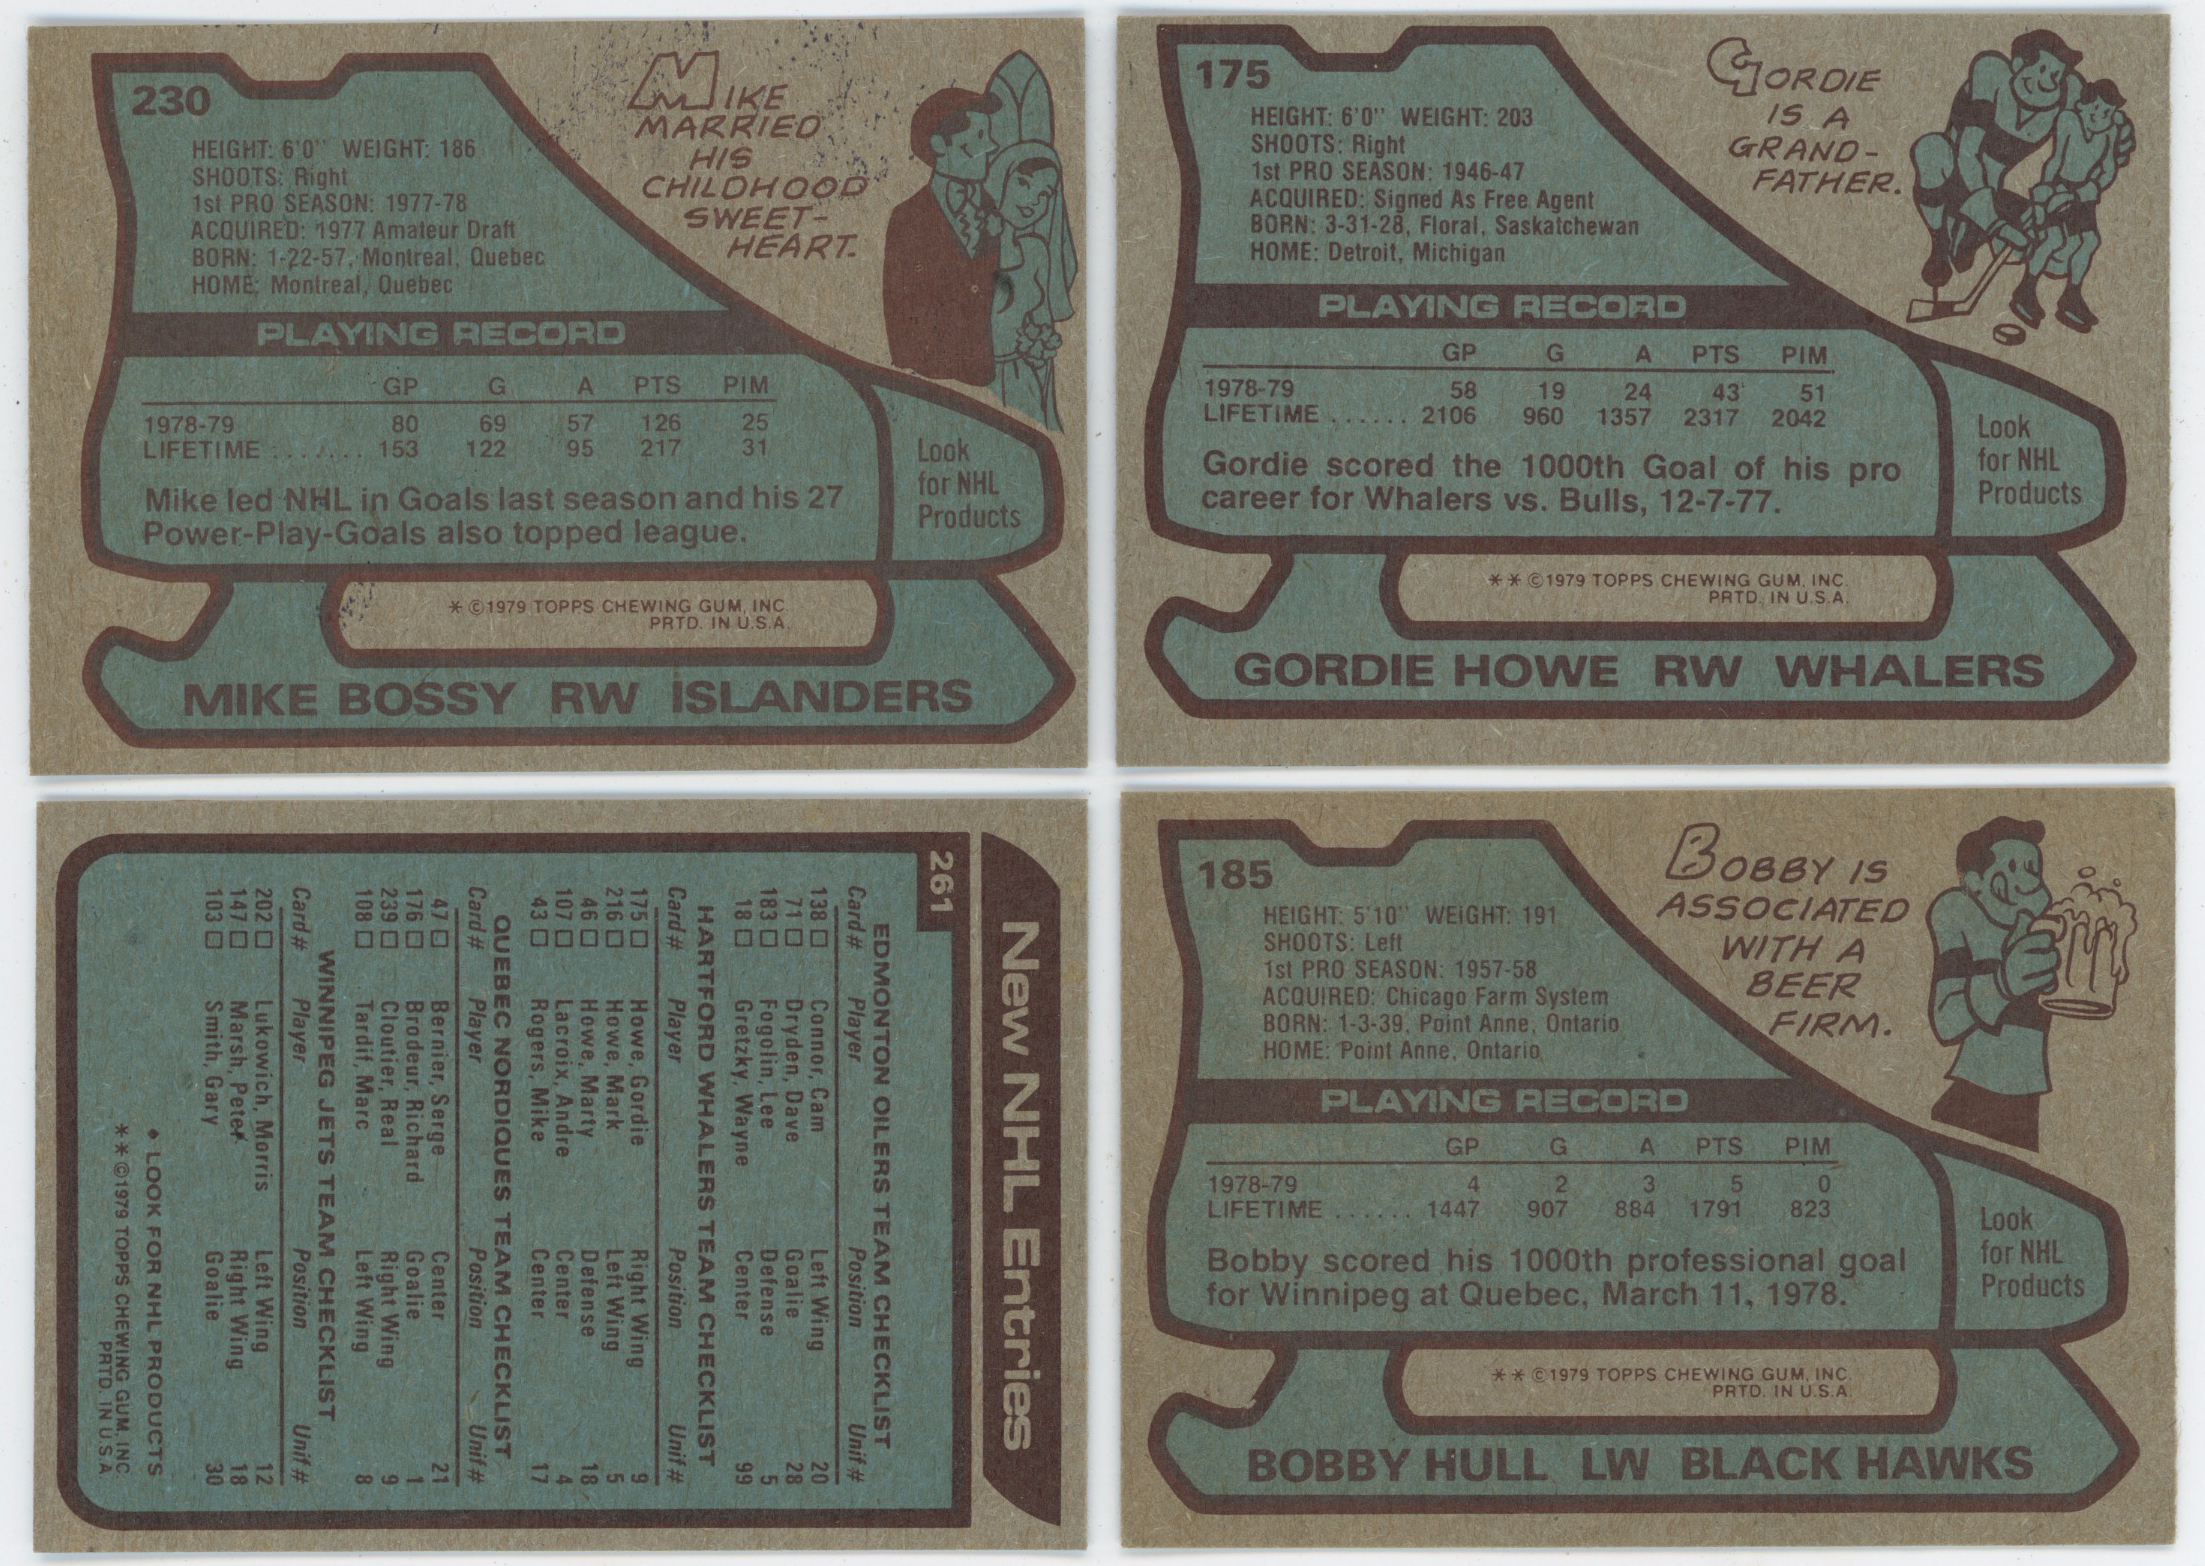 230
HEIGHT: 6'0" WEIGHT: 186
SHOOTS: Right
1st PRO SEASON: 1977-78
ACQUIRED: 1977 Amateur Draft
BORN: 1-22-57, Montreal, Quebec
HOME: Montreal, Quebec
MIKE
MARRIED
HIS
CHILDHOOD
SWEET-
HEART.
PLAYING RECORD
GP G A PTS PIM
1978-79 80 69 57 126 25
LIFETIME ....... 153 122 95 217 31
Mike led NHL in Goals last season and his 27
Power-Play-Goals also topped league.
Look
for NHL
Products
* ©1979 TOPPS CHEWING GUM, INC.
PRTD. IN U.S.A.
MIKE BOSSY RW ISLANDERS
175
HEIGHT: 6'0" WEIGHT: 203
SHOOTS: Right
1st PRO SEASON: 1946-47
ACQUIRED: Signed As Free Agent
BORN: 3-31-28, Floral, Saskatchewan
HOME: Detroit, Michigan
GORDIE
IS A
GRAND-
FATHER.
PLAYING RECORD
GP G A PTS PIM
1978-79 58 19 24 43 51
LIFETIME ...... 2106 960 1357 2317 2042
Gordie scored the 1000th Goal of his pro
career for Whalers vs. Bulls, 12-7-77.
Look
for NHL
Products
** ©1979 TOPPS CHEWING GUM, INC.
PRTD. IN U.S.A.
GORDIE HOWE RW WHALERS
New NHL Entries
261
EDMONTON OILERS TEAM CHECKLIST
Card # Player Position Unif #
138 □ Connor, Cam Left Wing 20
71 □ Dryden, Dave Goalie 28
183 □ Fogolin, Lee Defense 5
18 □ Gretzky, Wayne Center 99
HARTFORD WHALERS TEAM CHECKLIST
Card # Player Position Unif #
175 □ Howe, Gordie Right Wing 9
216 □ Howe, Mark Left Wing 5
46 □ Howe, Marty Defense 18
107 □ Lacroix, Andre Center 4
43 □ Rogers, Mike Center 17
QUEBEC NORDIQUES TEAM CHECKLIST
Card # Player Position Unif #
47 □ Bernier, Serge Center 21
176 □ Brodeur, Richard Goalie 1
239 □ Cloutier, Real Right Wing 9
108 □ Tardif, Marc Left Wing 8
WINNIPEG JETS TEAM CHECKLIST
Card # Player Position Unif #
202 □ Lukowich, Morris Left Wing 12
147 □ Marsh, Peter Right Wing 18
103 □ Smith, Gary Goalie 30
• LOOK FOR NHL PRODUCTS
** ©1979 TOPPS CHEWING GUM, INC.
PRTD. IN U.S.A.
185
HEIGHT: 5'10" WEIGHT: 191
SHOOTS: Left
1st PRO SEASON: 1957-58
ACQUIRED: Chicago Farm System
BORN: 1-3-39, Point Anne, Ontario
HOME: Point Anne, Ontario
BOBBY IS
ASSOCIATED
WITH A
BEER
FIRM.
PLAYING RECORD
GP G A PTS PIM
1978-79 4 2 3 5 0
LIFETIME ...... 1447 907 884 1791 823
Bobby scored his 1000th professional goal
for Winnipeg at Quebec, March 11, 1978.
Look
for NHL
Products
** ©1979 TOPPS CHEWING GUM, INC.
PRTD. IN U.S.A.
BOBBY HULL LW BLACK HAWKS